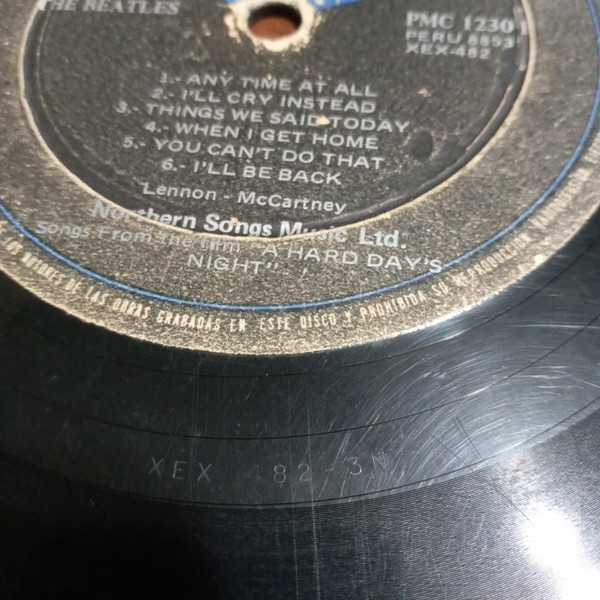 THE BEATLES
PMC 1230
PERU 8893
XEX-482
1.- ANY TIME AT ALL
2.- I'LL CRY INSTEAD
3.- THINGS WE SAID TODAY
4.- WHEN I GET HOME
5.- YOU CAN'T DO THAT
6.- I'LL BE BACK
Lennon - McCartney
Northern Songs Music Ltd.
Songs From the film "A HARD DAY'S
NIGHT"
LOS AUTORES DE LAS OBRAS GRABADAS EN ESTE DISCO Y PROHIBIDA SU REPRODUCCION
XEX 482-3N